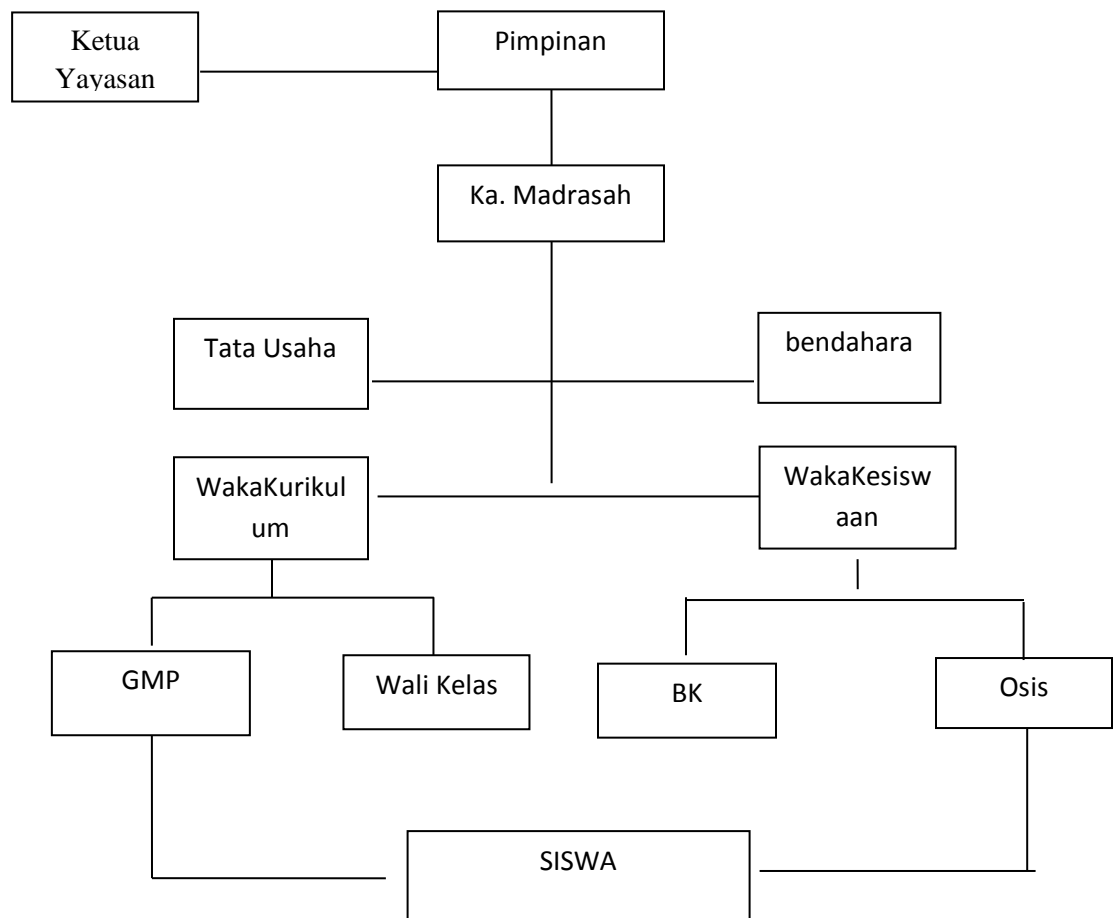 Ketua
Yayasan
Pimpinan
Ka. Madrasah
Tata Usaha
bendahara
WakaKurikul
um
WakaKesisw
aan
GMP
Wali Kelas
BK
Osis
SISWA